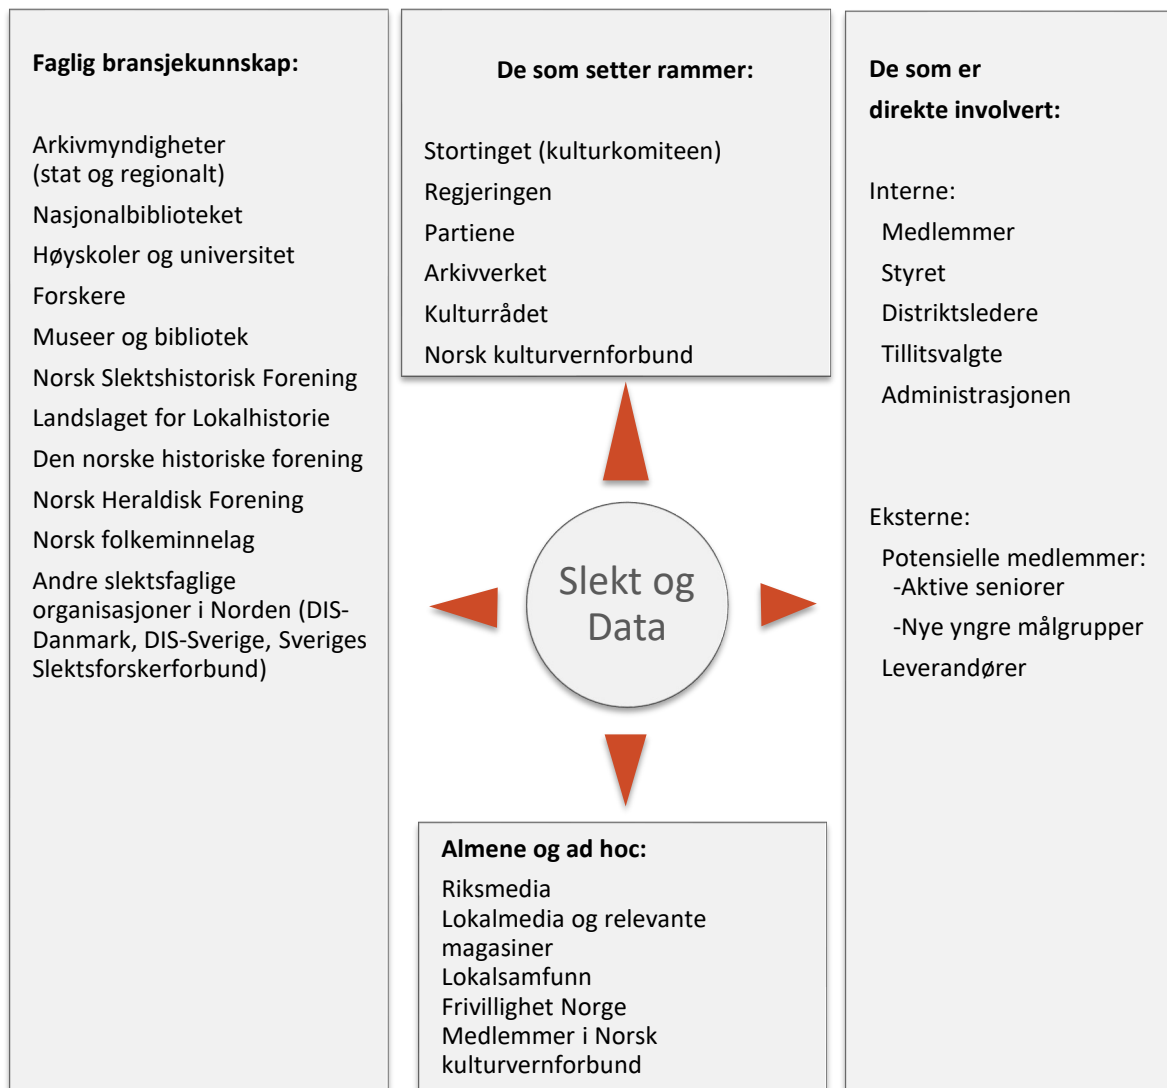 Faglig bransjekunnskap:
Arkivmyndigheter
(stat og regionalt)
Nasjonalbiblioteket
Høyskoler og universitet
Forskere
Museer og bibliotek
Norsk Slektshistorisk Forening
Landslaget for Lokalhistorie
Den norske historiske forening
Norsk Heraldisk Forening
Norsk folkeminnelag
Andre slektsfaglige
organisasjoner i Norden (DIS-
Danmark, DIS-Sverige, Sveriges
Slektsforskerforbund)
De som setter rammer:
Stortinget (kulturkomiteen)
Regjeringen
Partiene
Arkivverket
Kulturrådet
Norsk kulturvernforbund
Slekt og
Data
Almene og ad hoc:
Riksmedia
Lokalmedia og relevante
magasiner
Lokalsamfunn
Frivillighet Norge
Medlemmer i Norsk
kulturvernforbund
De som er
direkte involvert:
Interne:
Medlemmer
Styret
Distriktsledere
Tillitsvalgte
Administrasjonen
Eksterne:
Potensielle medlemmer:
-Aktive seniorer
-Nye yngre målgrupper
Leverandører